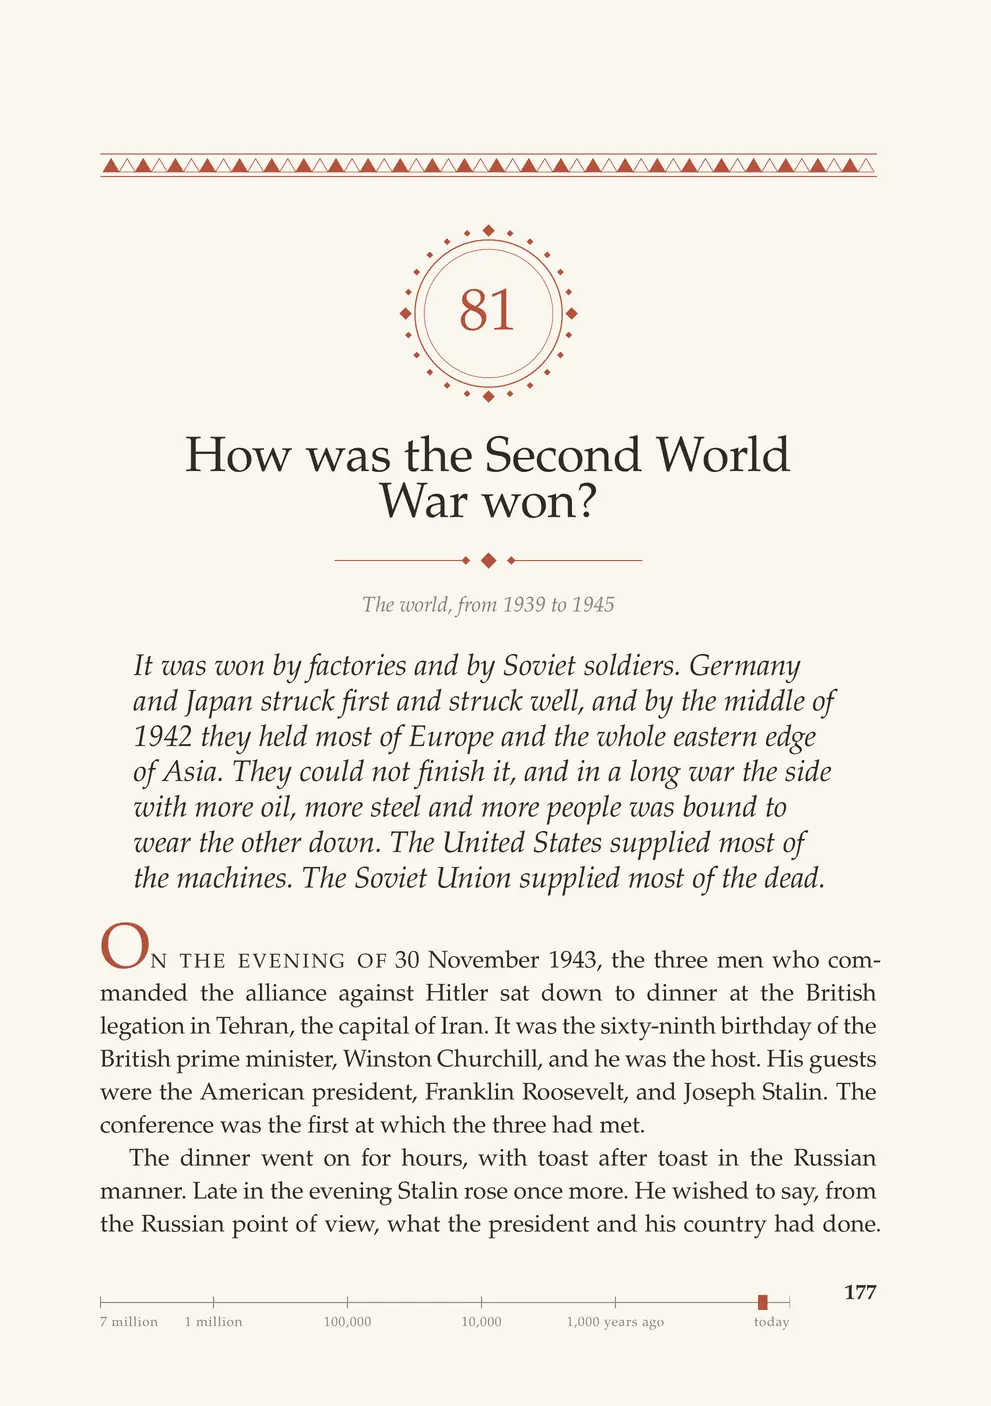 81
How was the Second World
War won?
The world, from 1939 to 1945
It was won by factories and by Soviet soldiers. Germany
and Japan struck first and struck well, and by the middle of
1942 they held most of Europe and the whole eastern edge
of Asia. They could not finish it, and in a long war the side
with more oil, more steel and more people was bound to
wear the other down. The United States supplied most of
the machines. The Soviet Union supplied most of the dead.
ON THE EVENING OF 30 November 1943, the three men who com-
manded the alliance against Hitler sat down to dinner at the British
legation in Tehran, the capital of Iran. It was the sixty-ninth birthday of the
British prime minister, Winston Churchill, and he was the host. His guests
were the American president, Franklin Roosevelt, and Joseph Stalin. The
conference was the first at which the three had met.
The dinner went on for hours, with toast after toast in the Russian
manner. Late in the evening Stalin rose once more. He wished to say, from
the Russian point of view, what the president and his country had done.
177
7 million 1 million 100,000 10,000 1,000 years ago today